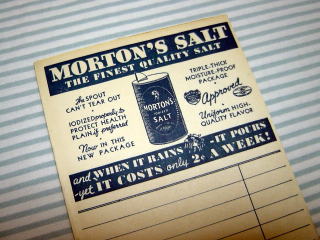 MORTON'S SALT
THE FINEST QUALITY SALT
The SPOUT
CAN'T TEAR OUT
IODIZED properly to
PROTECT HEALTH
PLAIN if preferred
Now IN THIS
NEW PACKAGE
MORTON'S
SALT
TRIPLE-THICK
MOISTURE-PROOF
PACKAGE
Approved
Uniform HIGH-
QUALITY FLAVOR
and WHEN IT RAINS IT POURS
-yet IT COSTS only 2¢ A WEEK!